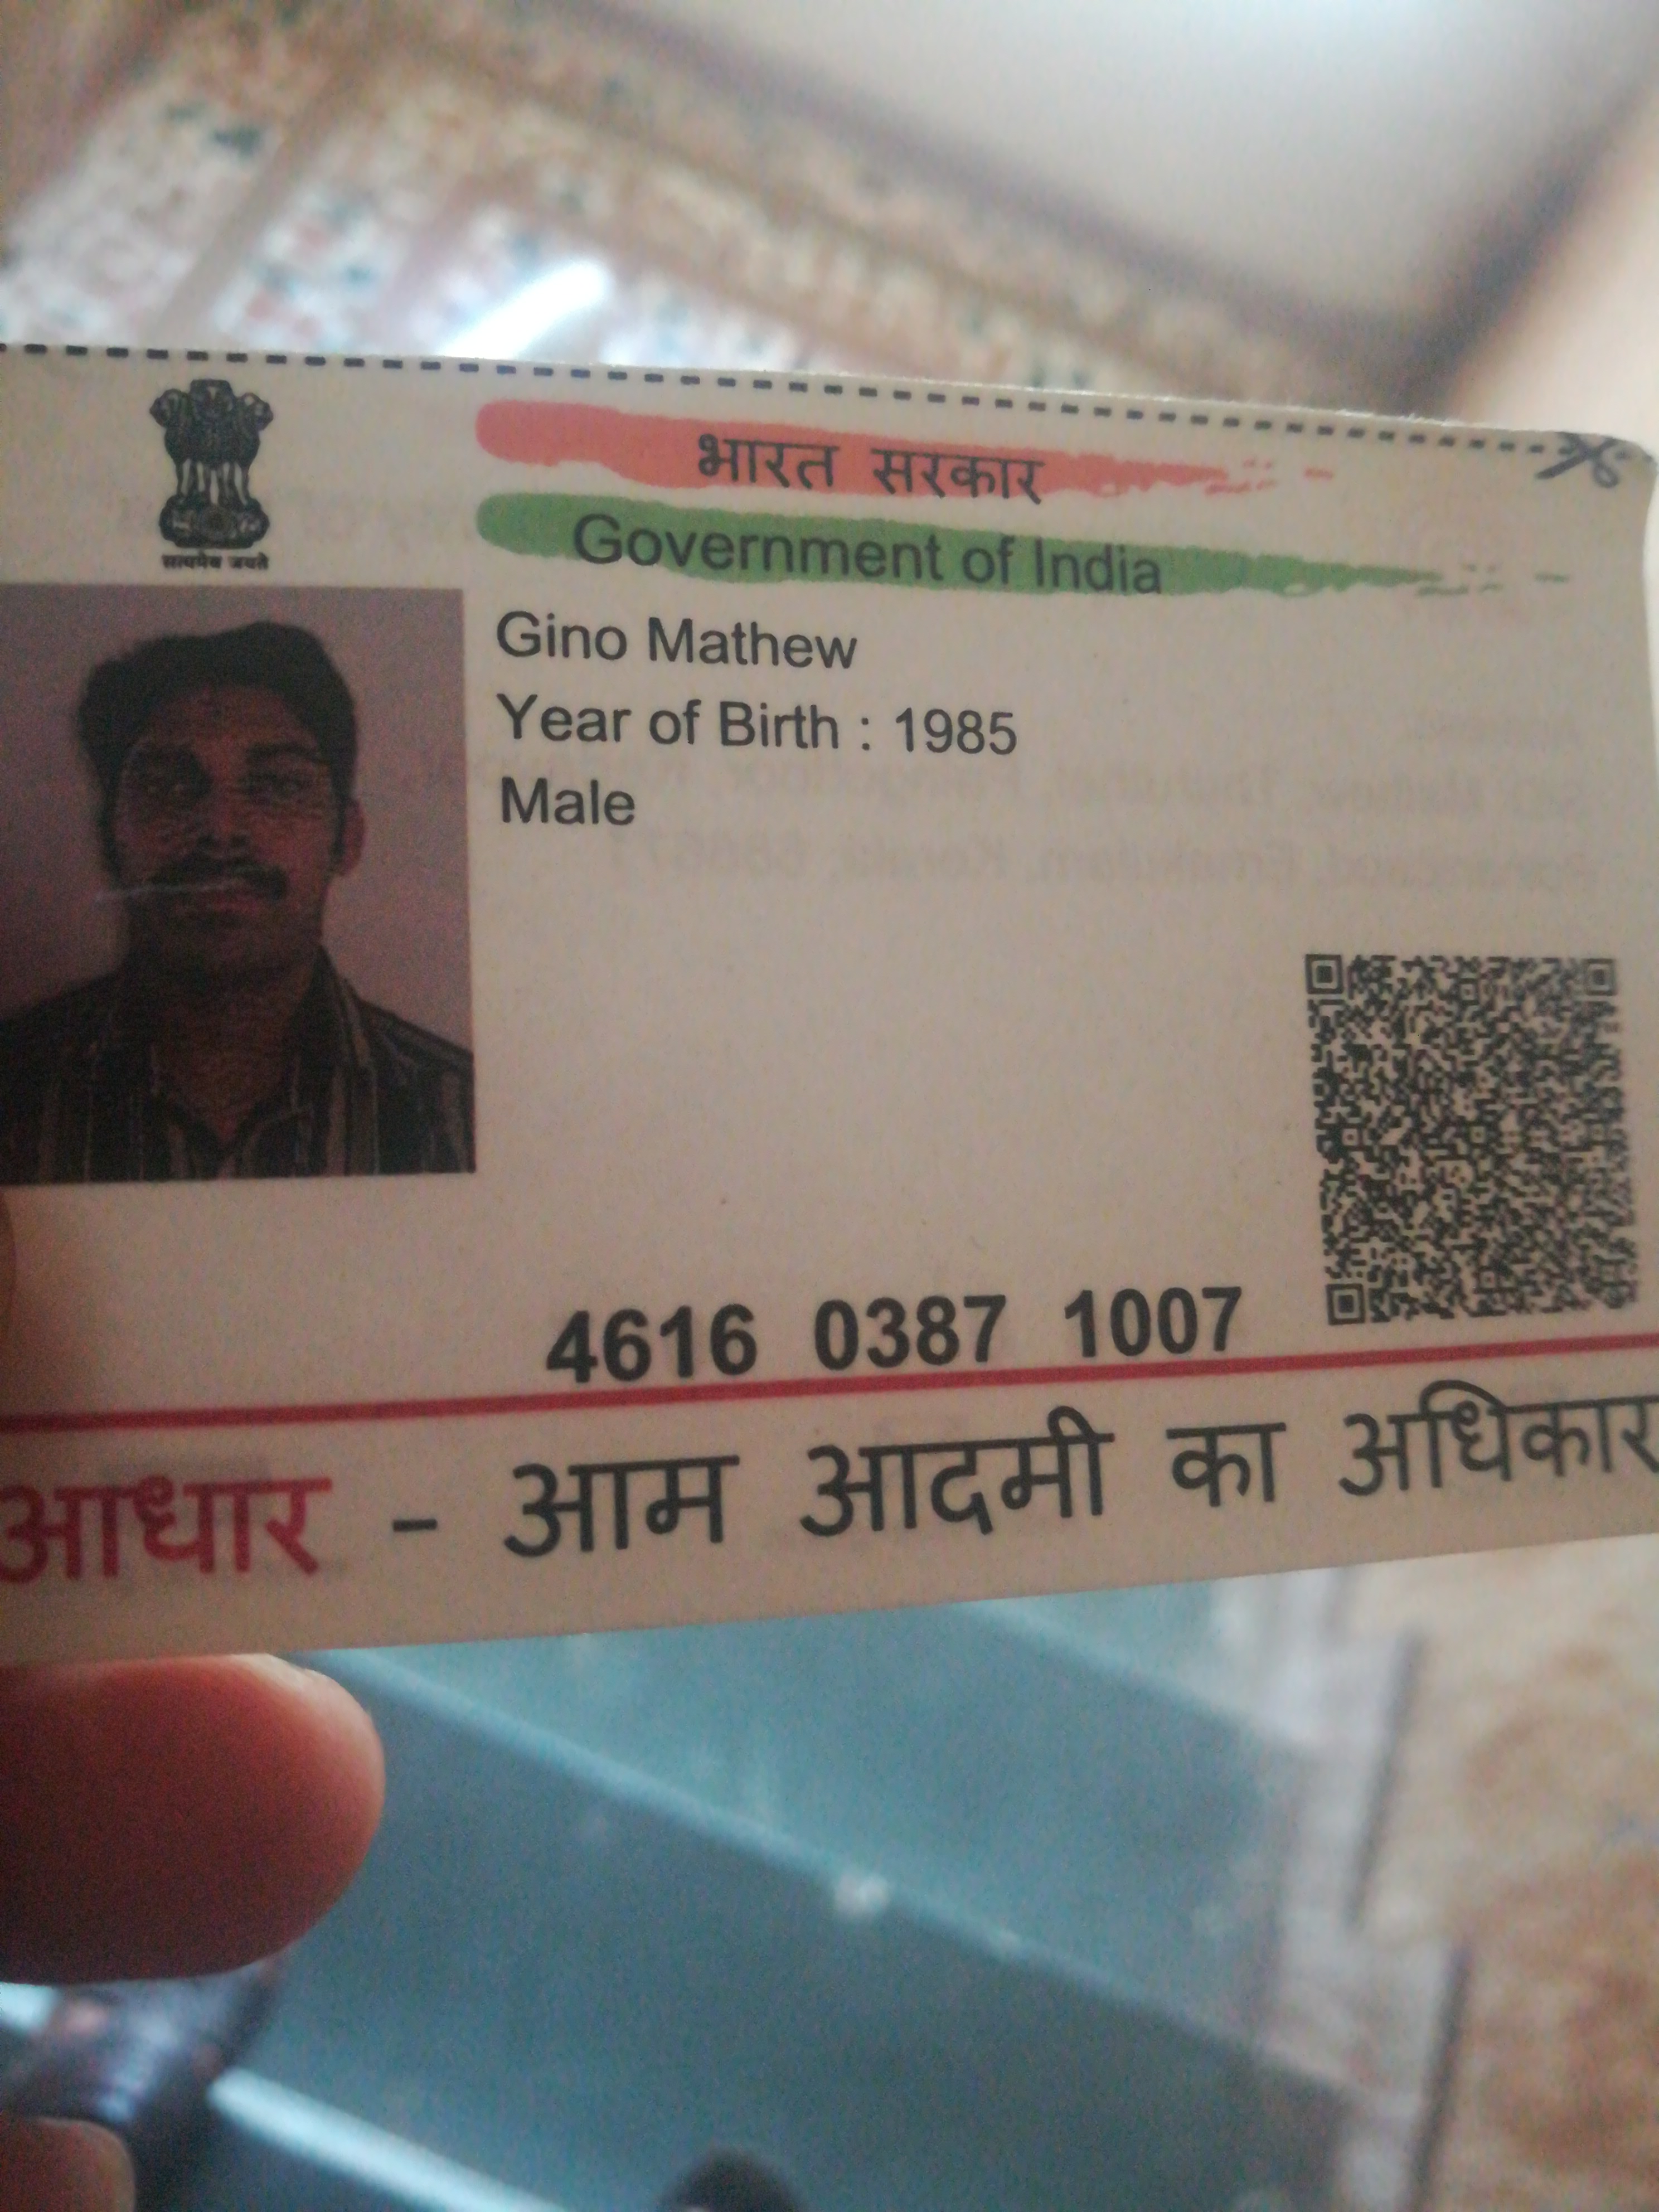 सत्यमेव जयते
भारत सरकार
Government of India
Gino Mathew
Year of Birth : 1985
Male
4616 0387 1007
आधार - आम आदमी का अधिकार